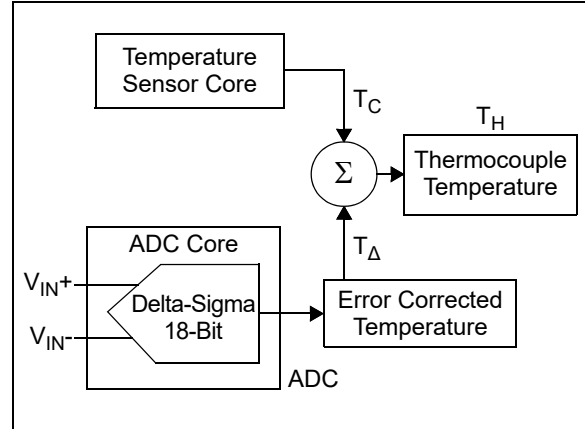 Temperature
Sensor Core
T_C
T_H
Σ
Thermocouple
Temperature
ADC Core
T_Δ
V_IN+
Delta-Sigma
18-Bit
V_IN-
Error Corrected
Temperature
ADC